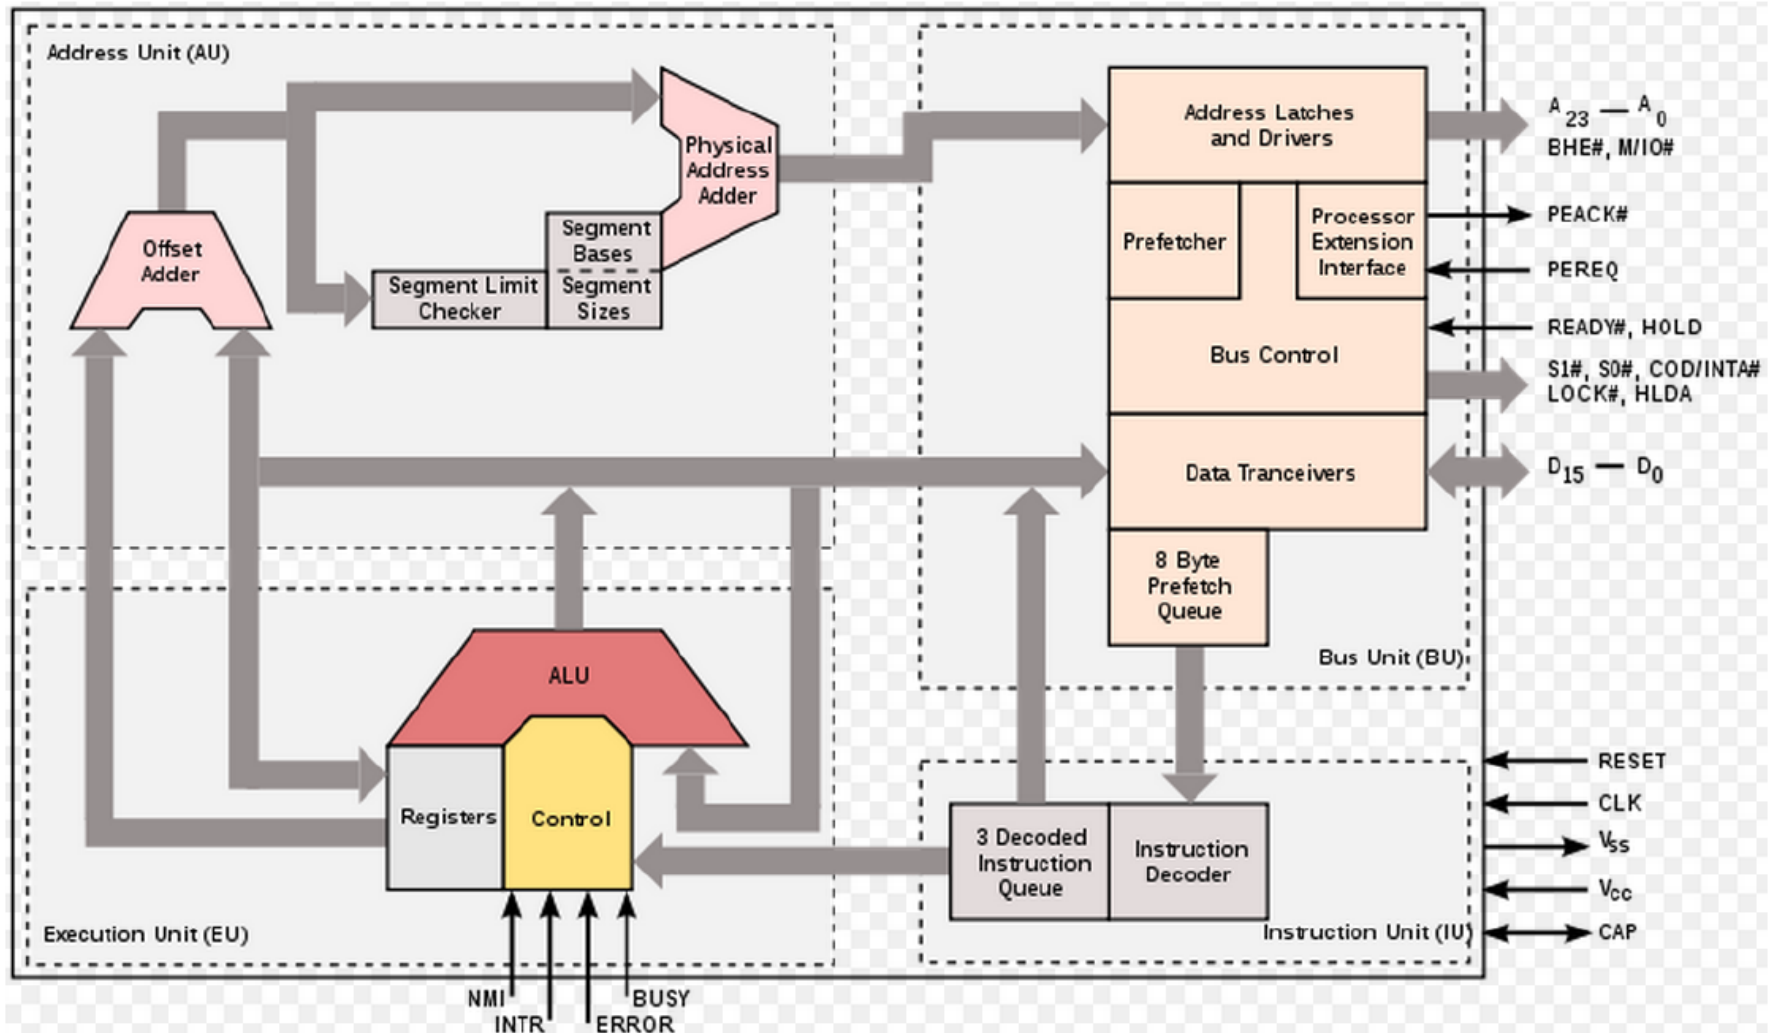 Address Unit (AU)
Offset
Adder
Segment Limit
Checker
Segment
Bases
Segment
Sizes
Physical
Address
Adder
Address Latches
and Drivers
Prefetcher
Processor
Extension
Interface
Bus Control
Data Tranceivers
8 Byte
Prefetch
Queue
Bus Unit (BU)
A23 — A0
BHE#, M/IO#
PEACK#
PEREQ
READY#, HOLD
S1#, S0#, COD/INTA#
LOCK#, HLDA
D15 — D0
ALU
Registers
Control
Execution Unit (EU)
NMI
INTR
ERROR
BUSY
3 Decoded
Instruction
Queue
Instruction
Decoder
Instruction Unit (IU)
RESET
CLK
Vss
Vcc
CAP